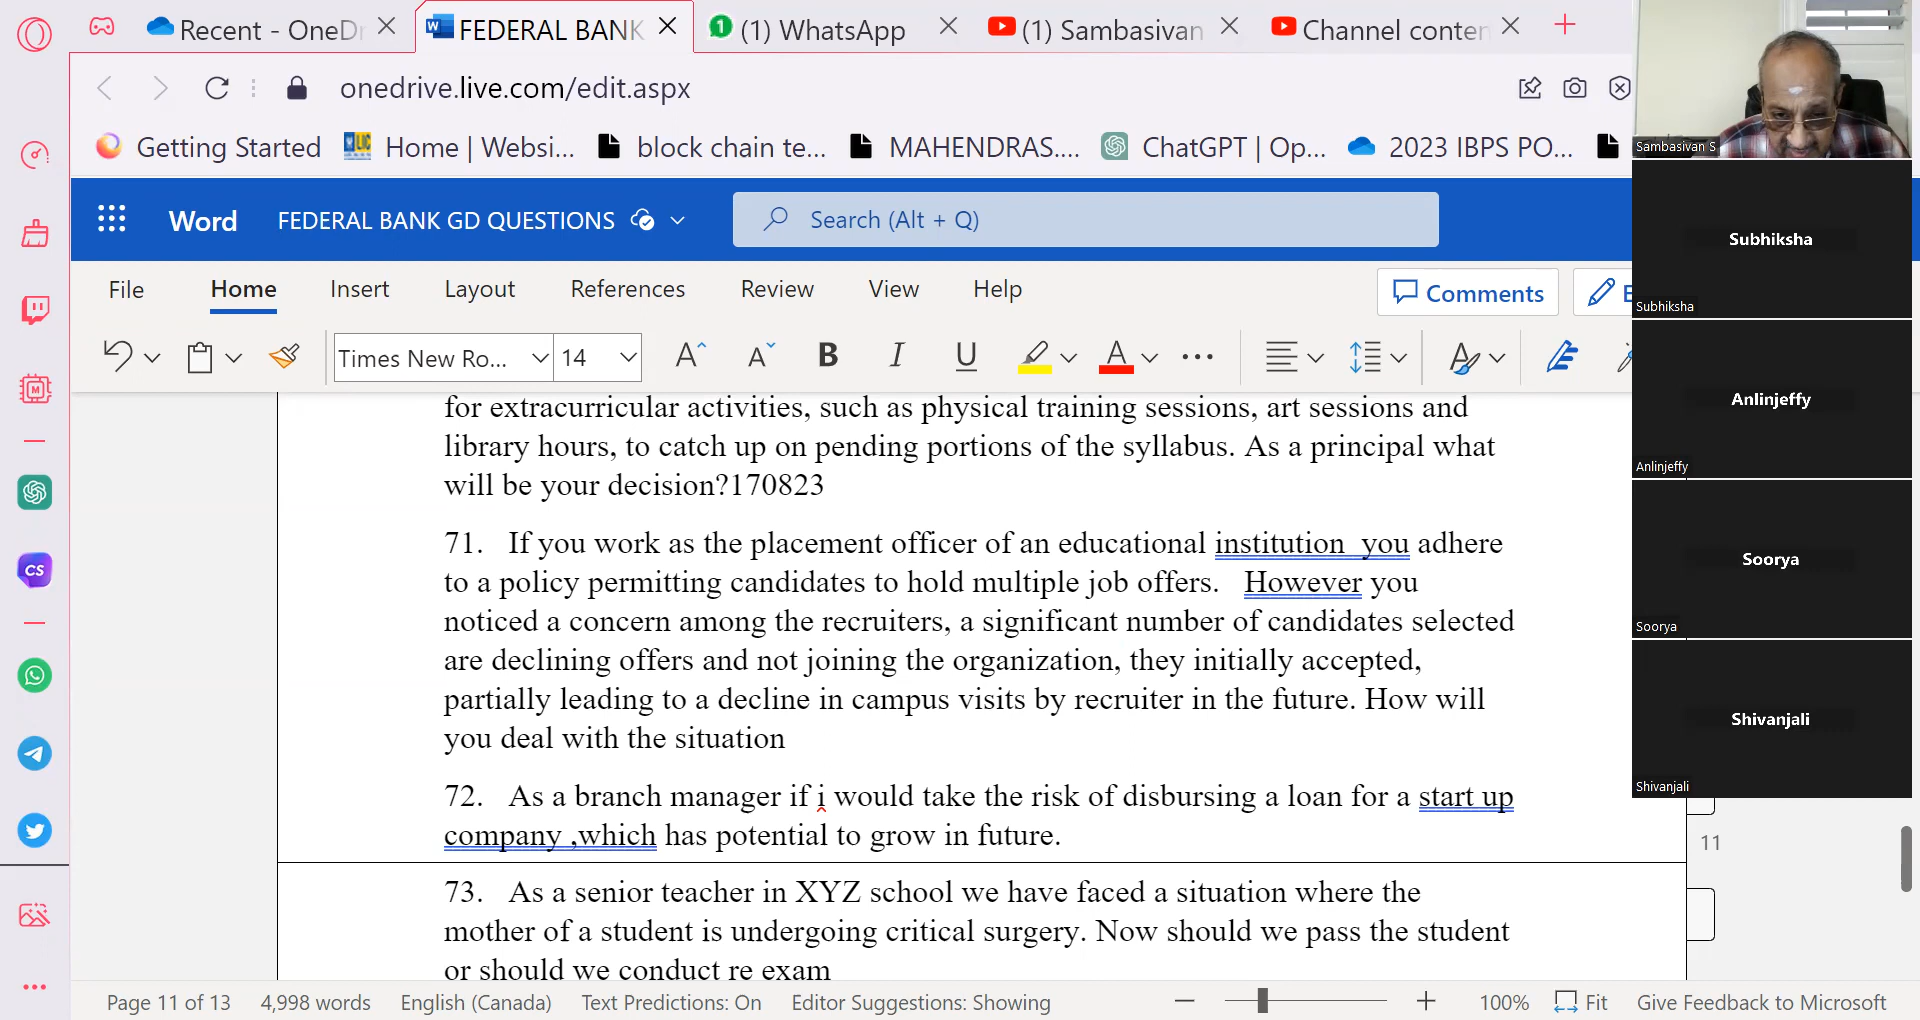 Recent - OneDr
FEDERAL BANK
(1) WhatsApp
(1) Sambasivan
Channel conten
onedrive.live.com/edit.aspx
Getting Started
LIC
Home | Websi...
block chain te...
MAHENDRAS....
ChatGPT | Op...
2023 IBPS PO...
Word
FEDERAL BANK GD QUESTIONS
Search (Alt + Q)
File
Home
Insert
Layout
References
Review
View
Help
Comments
Times New Ro...
14
for extracurricular activities, such as physical training sessions, art sessions and
library hours, to catch up on pending portions of the syllabus. As a principal what
will be your decision?170823
71. If you work as the placement officer of an educational institution you adhere
to a policy permitting candidates to hold multiple job offers. However you
noticed a concern among the recruiters, a significant number of candidates selected
are declining offers and not joining the organization, they initially accepted,
partially leading to a decline in campus visits by recruiter in the future. How will
you deal with the situation
72. As a branch manager if i would take the risk of disbursing a loan for a start up
company ,which has potential to grow in future.
73. As a senior teacher in XYZ school we have faced a situation where the
mother of a student is undergoing critical surgery. Now should we pass the student
or should we conduct re exam
11
Page 11 of 13
4,998 words
English (Canada)
Text Predictions: On
Editor Suggestions: Showing
100%
Fit
Give Feedback to Microsoft
Sambasivan S
Subhiksha
Subhiksha
Anlinjeffy
Anlinjeffy
Soorya
Soorya
Shivanjali
Shivanjali
CS